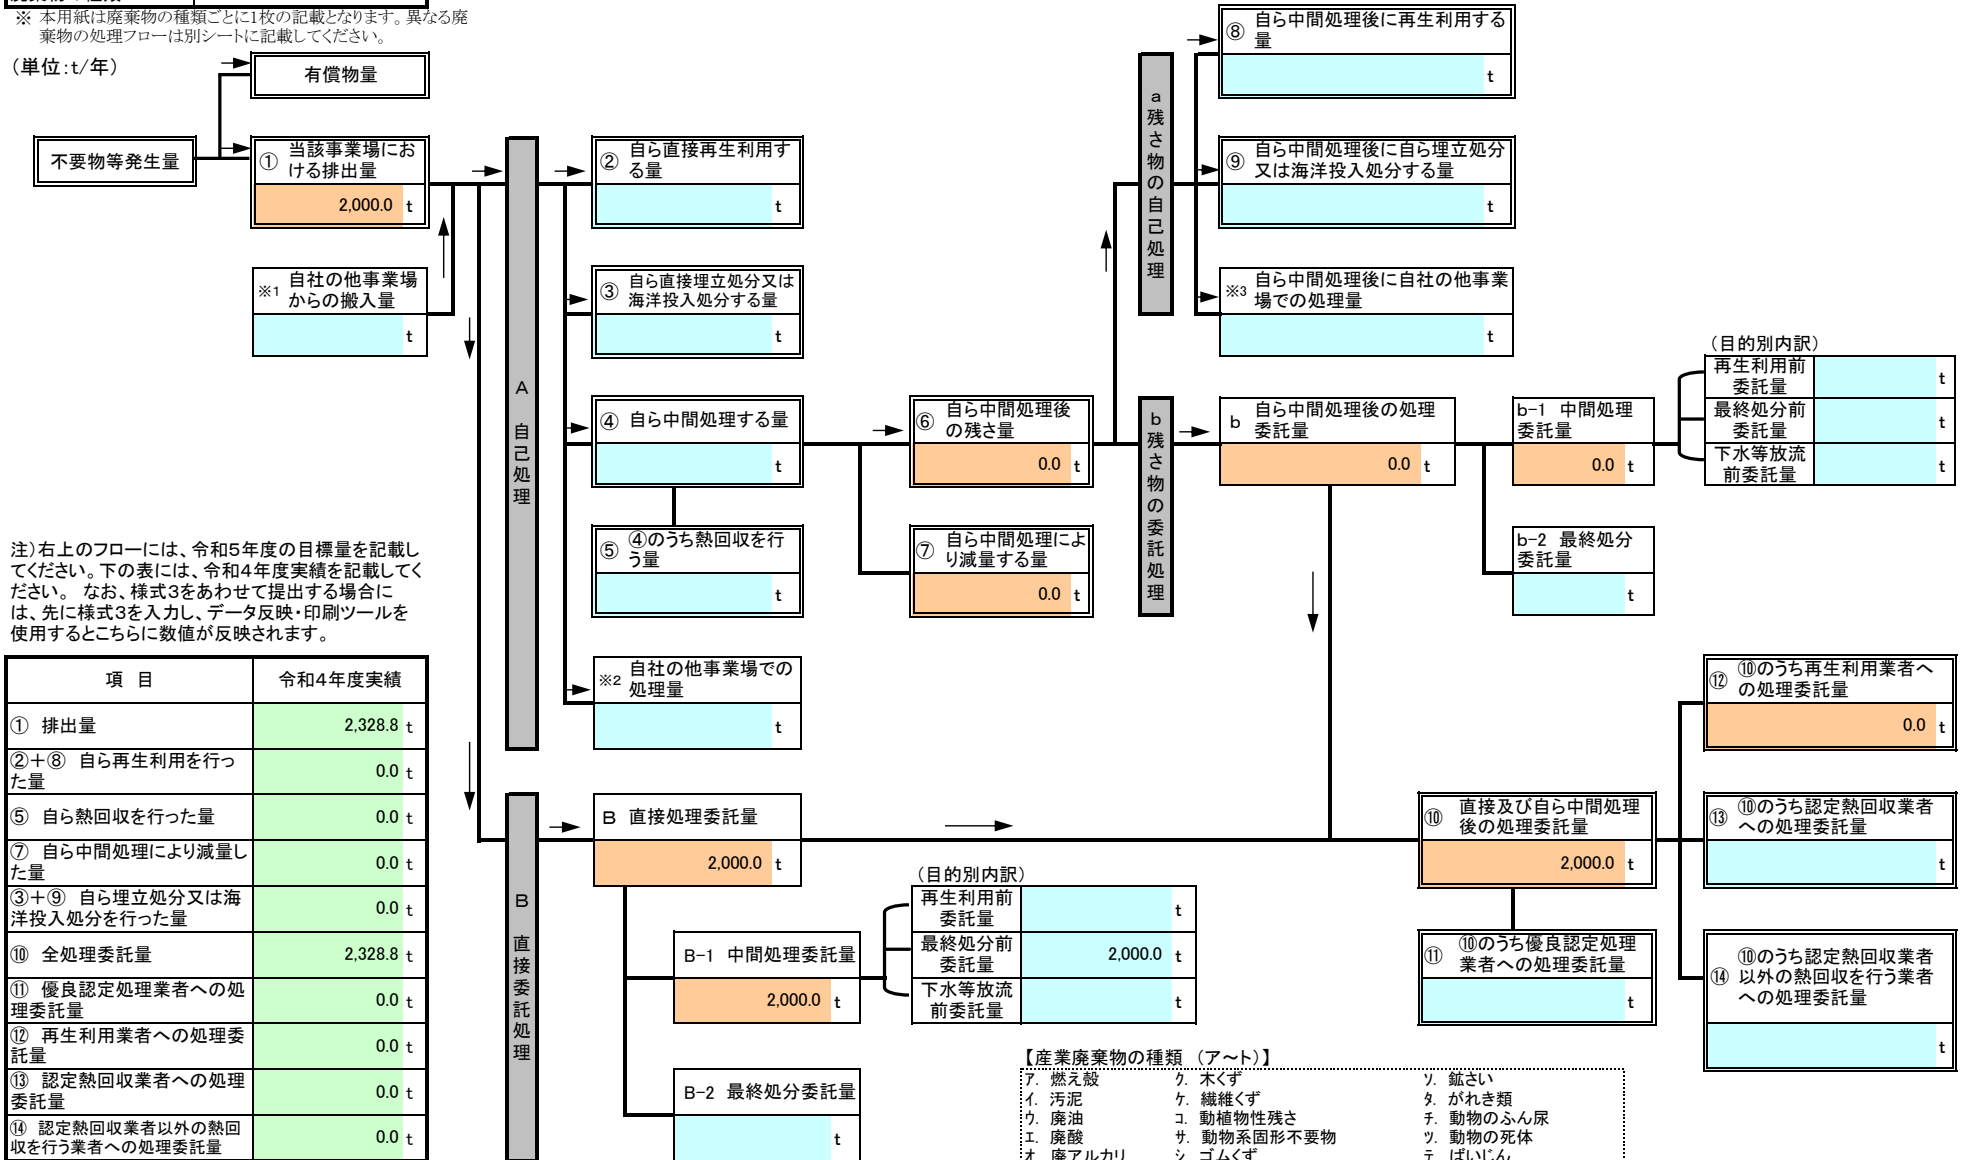 ※ 本用紙は廃棄物の種類ごとに1枚の記載となります。異なる廃
棄物の処理フローは別シートに記載してください。
（単位:t/年）
有償物量
不要物等発生量
① 当該事業場にお
ける排出量
2,000.0 t
※1 自社の他事業場
からの搬入量
t
A 自己処理
② 自ら直接再生利用す
る量
t
③ 自ら直接埋立処分又は
海洋投入処分する量
t
④ 自ら中間処理する量
t
⑤ ④のうち熱回収を行
う量
t
※2 自社の他事業場での
処理量
t
⑥ 自ら中間処理後
の残さ量
0.0 t
⑦ 自ら中間処理によ
り減量する量
0.0 t
a 残さ物の自己処理
⑧ 自ら中間処理後に再生利用する
量
t
⑨ 自ら中間処理後に自ら埋立処分
又は海洋投入処分する量
t
※3 自ら中間処理後に自社の他事業
場での処理量
t
b 残さ物の委託処理
b 自ら中間処理後の処理
委託量
0.0 t
b-1 中間処理
委託量
0.0 t
（目的別内訳）
再生利用前
委託量
t
最終処分前
委託量
t
下水等放流
前委託量
t
b-2 最終処分
委託量
t
注）右上のフローには、令和5年度の目標量を記載し
てください。下の表には、令和4年度実績を記載してく
ださい。 なお、様式3をあわせて提出する場合に
は、先に様式3を入力し、データ反映・印刷ツールを
使用するとこちらに数値が反映されます。
項 目 令和4年度実績
① 排出量 2,328.8 t
②＋⑧ 自ら再生利用を行っ
た量 0.0 t
⑤ 自ら熱回収を行った量 0.0 t
⑦ 自ら中間処理により減量し
た量 0.0 t
③＋⑨ 自ら埋立処分又は海
洋投入処分を行った量 0.0 t
⑩ 全処理委託量 2,328.8 t
⑪ 優良認定処理業者への処
理委託量 0.0 t
⑫ 再生利用業者への処理委
託量 0.0 t
⑬ 認定熱回収業者への処理
委託量 0.0 t
⑭ 認定熱回収業者以外の熱回
収を行う業者への処理委託量 0.0 t
B 直接委託処理
B 直接処理委託量
2,000.0 t
B-1 中間処理委託量
2,000.0 t
（目的別内訳）
再生利用前
委託量
t
最終処分前
委託量
2,000.0 t
下水等放流
前委託量
t
B-2 最終処分委託量
t
⑩ 直接及び自ら中間処理
後の処理委託量
2,000.0 t
⑪ ⑩のうち優良認定処理
業者への処理委託量
t
⑫ ⑩のうち再生利用業者へ
の処理委託量
0.0 t
⑬ ⑩のうち認定熱回収業者
への処理委託量
t
⑭ ⑩のうち認定熱回収業者
以外の熱回収を行う業者
への処理委託量
t
【産業廃棄物の種類 （ア～ト）】
ア. 燃え殻 ク. 木くず ソ. 鉱さい
イ. 汚泥 ケ. 繊維くず タ. がれき類
ウ. 廃油 コ. 動植物性残さ チ. 動物のふん尿
エ. 廃酸 サ. 動物系固形不要物 ツ. 動物の死体
オ. 廃アルカリ シ. ゴムくず テ. ばいじん